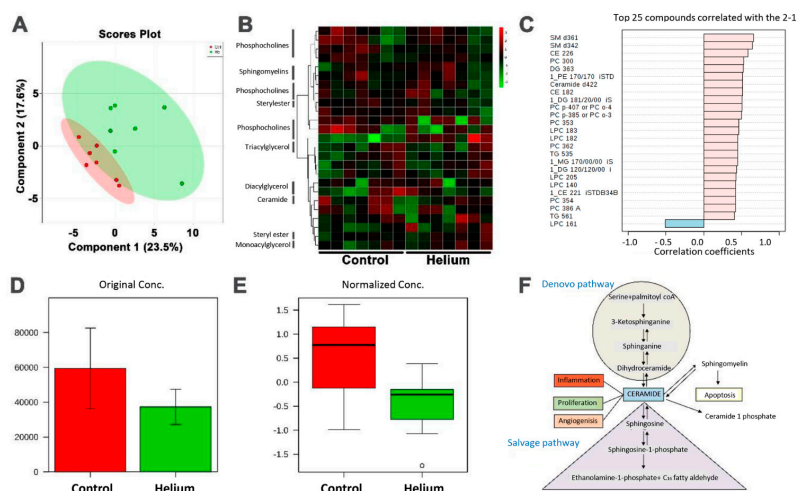 A
Scores Plot
Component 2 (17.6%)
5
0
-5
-5
0
5
10
Component 1 (23.5%)
B
Phosphocholines
Sphingomyelins
Phosphocholines
Sterylester
Phosphocholines
Triacylglycerol
Diacylglycerol
Ceramide
Steryl ester
Monoacylglycerol
Control
Helium
C
Top 25 compounds correlated with the 2-1
SM d361
SM d342
CE 226
PC 300
DG 363
1_PE 170/170 ISTD
Ceramide d422
CE 182
1_DG 181/20/00 IS
PC p-407 or PC o-4
PC p-385 or PC o-3
PC 353
LPC 183
LPC 182
PC 362
TG 535
1_MG 170/00/00 IS
1_DG 120/120/00 I
LPC 205
LPC 140
1_CE 221 ISTDB34B
PC 354
PC 386 A
TG 561
LPC 161
-1.0
- 0.5
0.0
0.5
1.0
Correlation coefficients
D
Original Conc.
80000
60000
40000
20000
0
Control
Helium
E
Normalized Conc.
1.5
1.0
0.5
0.0
-0.5
-1.0
-1.5
Control
Helium
F
Denovo pathway
Serine+palmitoyl coA
3-Ketosphinganine
Sphinganine
Dihydroceramide
Sphingomyelin
Inflammation
CERAMIDE
Apoptosis
Proliferation
Angiogenisis
Ceramide 1 phosphate
Salvage pathway
Sphingosine
Sphingosine-1-phosphate
Ethanolamine-1-phosphate+ C₁₆ fatty aldehyde